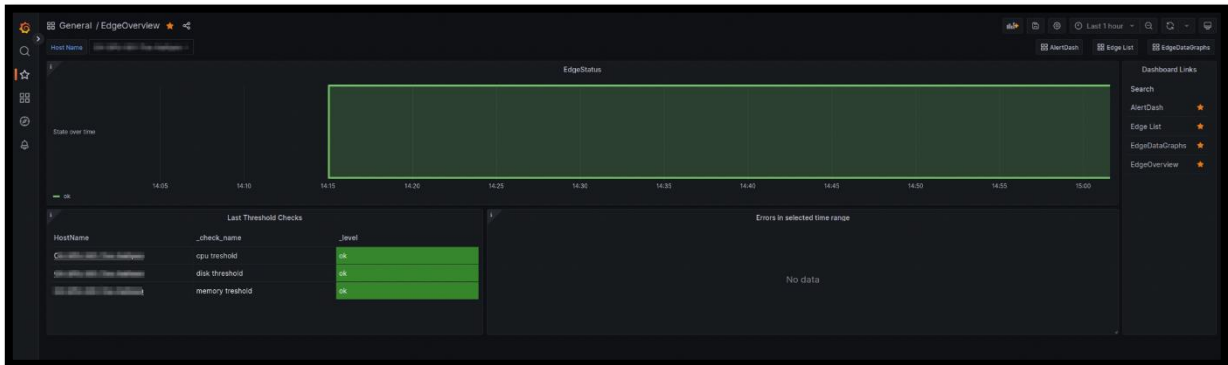 General / EdgeOverview
Last 1 hour
Host Name
AlertDash
Edge List
EdgeDataGraphs
EdgeStatus
State over time
14:05 14:10 14:15 14:20 14:25 14:30 14:35 14:40 14:45 14:50 14:55 15:00
ok
Dashboard Links
Search
AlertDash
Edge List
EdgeDataGraphs
EdgeOverview
Last Threshold Checks
HostName _check_name _level
cpu treshold ok
disk threshold ok
memory treshold ok
Errors in selected time range
No data